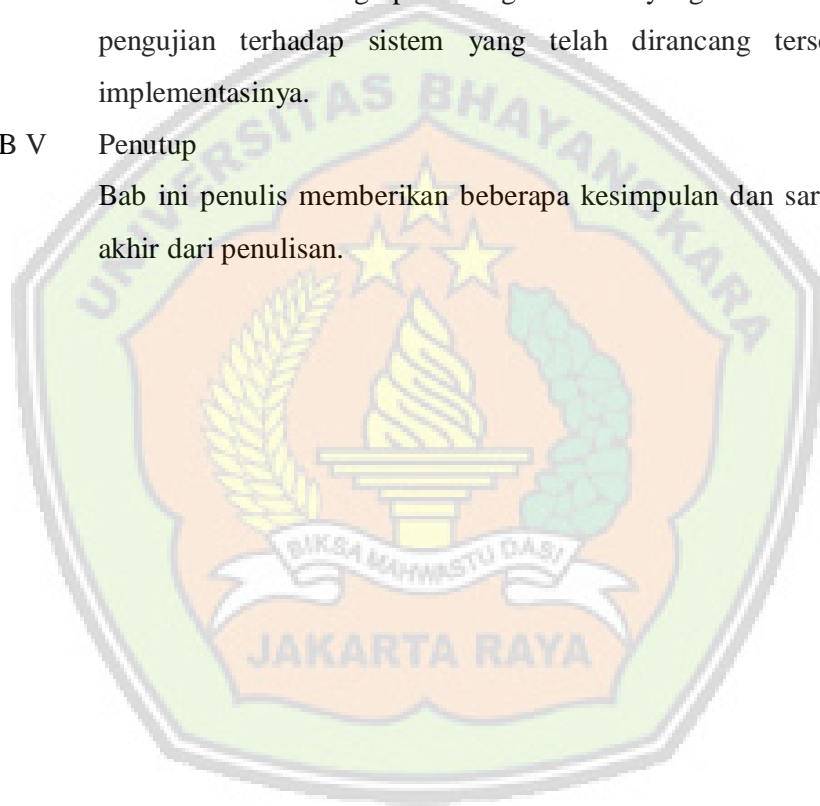 pengujian terhadap sistem yang telah dirancang
implementasinya.
B V Penutup
Bab ini penulis memberikan beberapa kesimpulan dan
akhir dari penulisan.
UNIVERSITAS BHAYANGKARA
BIKSA MAHWASTU DASI
JAKARTA RAYA